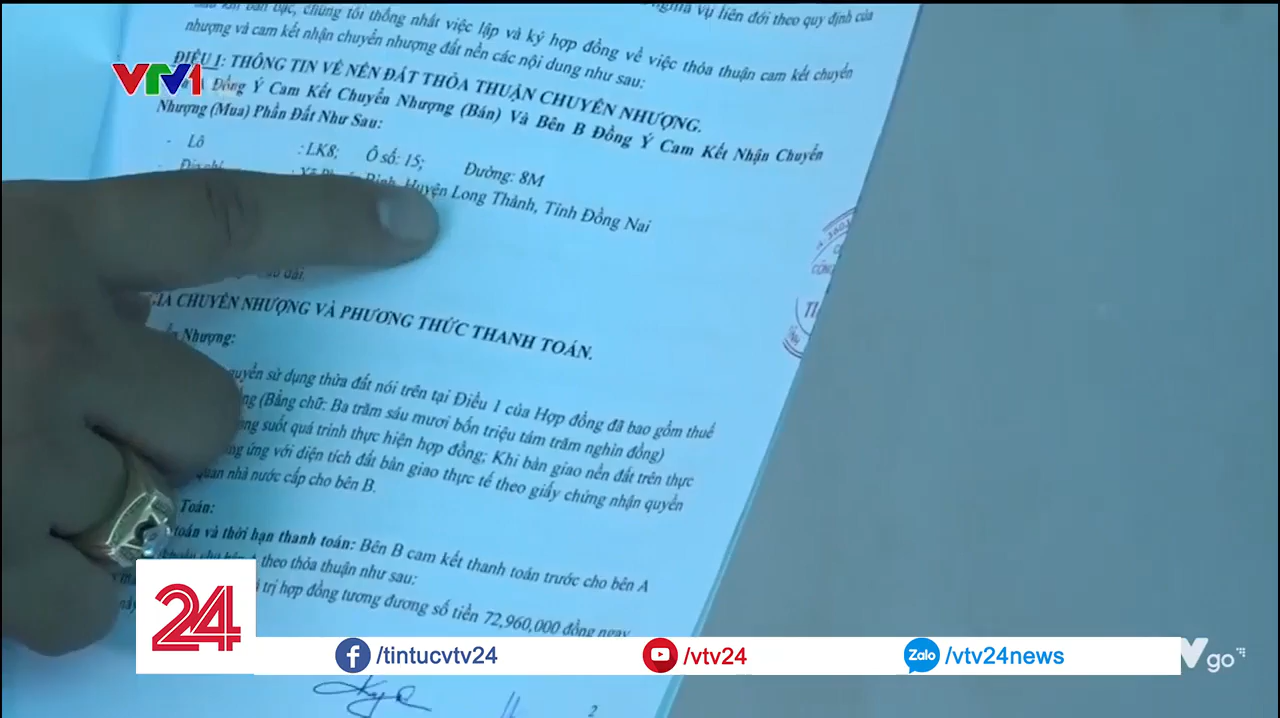 nghĩa vụ liên đới theo quy định của
sau khi bàn bạc, chúng tôi thống nhất việc lập và ký hợp đồng về việc thỏa thuận cam kết chuyển
nhượng và cam kết nhận chuyển nhượng đất nền các nội dung như sau:
ĐIỀU 1: THÔNG TIN VỀ NỀN ĐẤT THỎA THUẬN CHUYỂN NHƯỢNG.
A Đồng Ý Cam Kết Chuyển Nhượng (Bán) Và Bên B Đồng Ý Cam Kết Nhận Chuyển
Nhượng (Mua) Phần Đất Như Sau:
- Lô : LK8; Ô số: 15; Đường: 8M
Huyện Long Thành, Tỉnh Đồng Nai
dài.
GIÁ CHUYỂN NHƯỢNG VÀ PHƯƠNG THỨC THANH TOÁN.
Nhượng:
quyền sử dụng thửa đất nói trên tại Điều 1 của Hợp đồng đã bao gồm thuế
(Bằng chữ: Ba trăm sáu mươi bốn triệu tám trăm nghìn đồng)
suốt quá trình thực hiện hợp đồng; Khi bàn giao nền đất trên thực
ứng với diện tích đất bàn giao thực tế theo giấy chứng nhận quyền
quan nhà nước cấp cho bên B.
Toán:
toán và thời hạn thanh toán: Bên B cam kết thanh toán trước cho bên A
theo thỏa thuận như sau:
trị hợp đồng tương đương số tiền 72,960,000 đồng ngay
2
VTV1
24
/tintucvtv24
/vtv24
Zalo /vtv24news
go